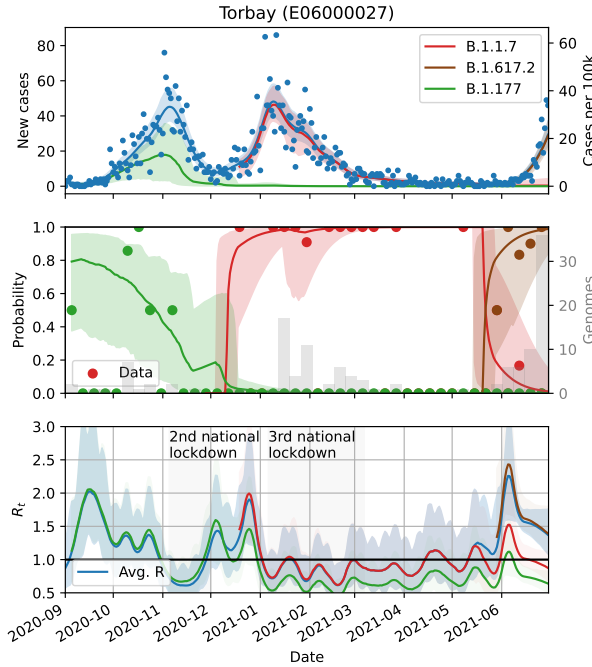 Torbay (E06000027)
New cases
80
60
40
20
0
B.1.1.7
B.1.617.2
B.1.177
60
40
20
0
Cases per 100k
Probability
1.0
0.8
0.6
0.4
0.2
0.0
Data
30
20
10
0
Genomes
Rt
3.0
2.5
2.0
1.5
1.0
0.5
2nd national
lockdown
3rd national
lockdown
Avg. R
2020-09
2020-10
2020-11
2020-12
2021-01
2021-02
2021-03
2021-04
2021-05
2021-06
Date